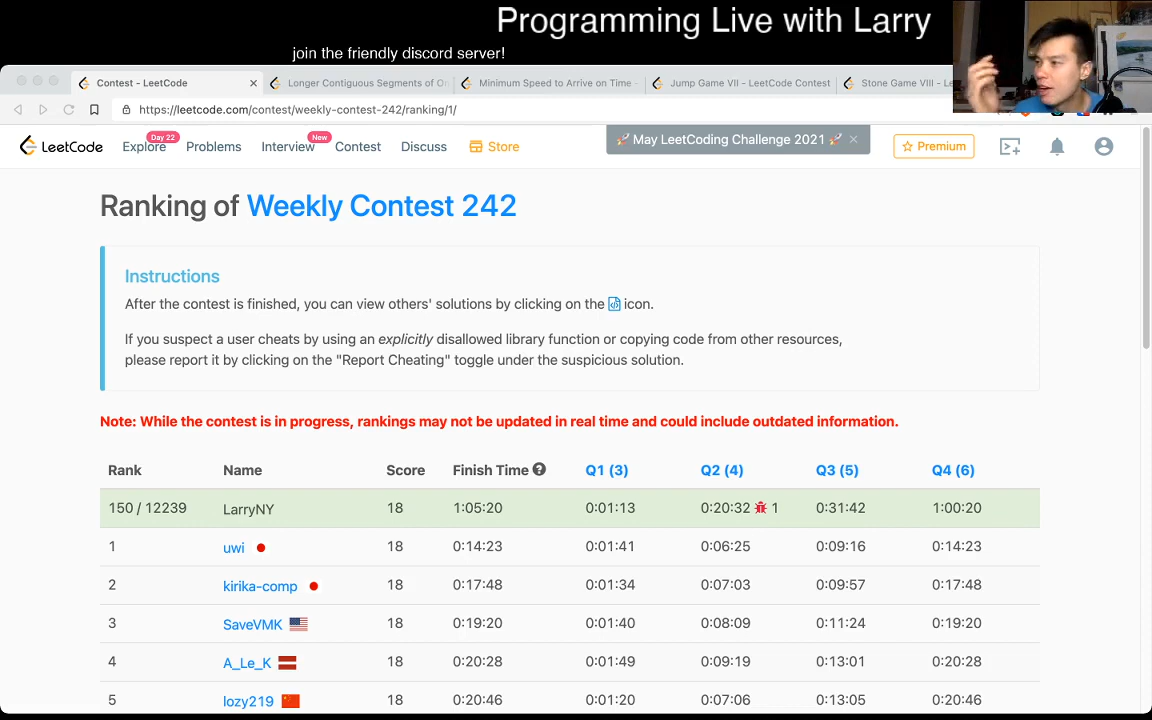 Programming Live with Larry
join the friendly discord server!
Contest - LeetCode
Longer Contiguous Segments of O
Minimum Speed to Arrive on Time -
Jump Game VII - LeetCode Contest
Stone Game VIII - Le
https://leetcode.com/contest/weekly-contest-242/ranking/1/
LeetCode
Explore Day 22
Problems
Interview New
Contest
Discuss
Store
🚀 May LeetCoding Challenge 2021 🚀 ×
Premium
Ranking of Weekly Contest 242
Instructions
After the contest is finished, you can view others' solutions by clicking on the icon.
If you suspect a user cheats by using an explicitly disallowed library function or copying code from other resources,
please report it by clicking on the "Report Cheating" toggle under the suspicious solution.
Note: While the contest is in progress, rankings may not be updated in real time and could include outdated information.
Rank Name Score Finish Time Q1 (3) Q2 (4) Q3 (5) Q4 (6)
150 / 12239 LarryNY 18 1:05:20 0:01:13 0:20:32 1 0:31:42 1:00:20
1 uwi 18 0:14:23 0:01:41 0:06:25 0:09:16 0:14:23
2 kirika-comp 18 0:17:48 0:01:34 0:07:03 0:09:57 0:17:48
3 SaveVMK 18 0:19:20 0:01:40 0:08:09 0:11:24 0:19:20
4 A_Le_K 18 0:20:28 0:01:49 0:09:19 0:13:01 0:20:28
5 lozy219 18 0:20:46 0:01:20 0:07:06 0:13:05 0:20:46